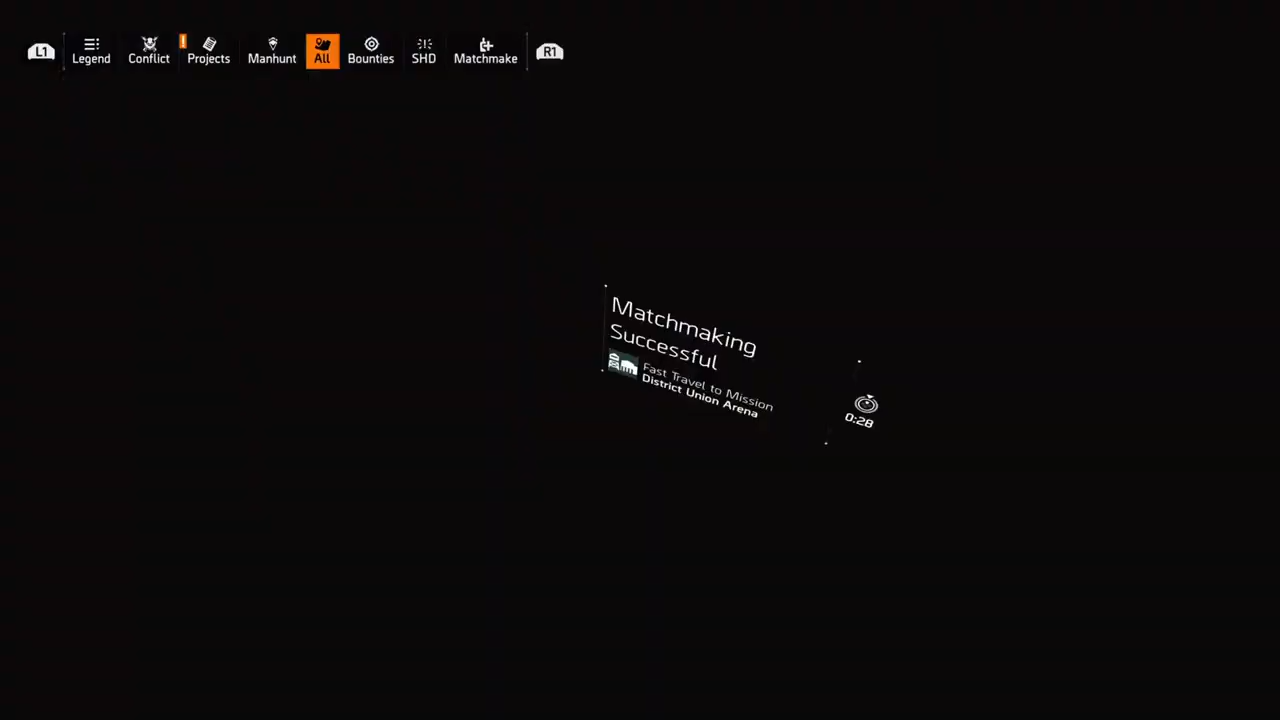 L1 Legend Conflict Projects Manhunt All Bounties SHD Matchmake R1
Matchmaking
Successful
Fast Travel to Mission
District Union Arena
0:28